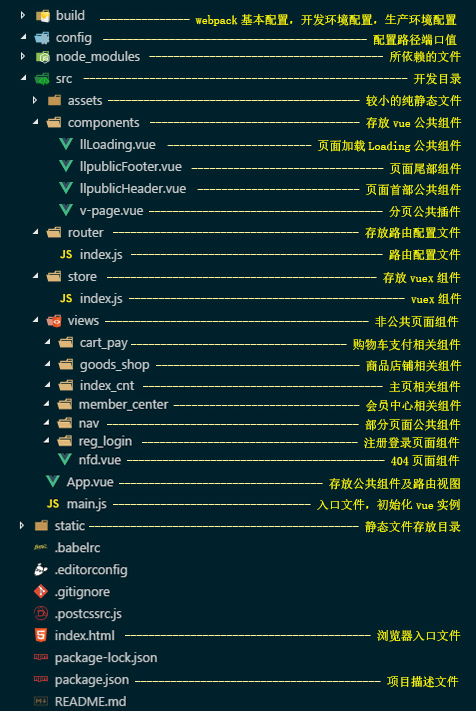 build webpack 基本配置，开发环境配置，生产环境配置
config 配置路径端口值
node_modules 所依赖的文件
src 开发目录
assets 较小的纯静态文件
components 存放 vue 公共组件
llLoading.vue 页面加载 Loading 公共组件
llpublicFooter.vue 页面尾部组件
llpublicHeader.vue 页面首部公共组件
v-page.vue 分页公共插件
router 存放路由配置文件
JS index.js 路由配置文件
store 存放 vuex 组件
JS index.js vuex 组件
views 非公共页面组件
cart_pay 购物车支付相关组件
goods_shop 商品店铺相关组件
index_cnt 主页相关组件
member_center 会员中心相关组件
nav 部分页面公共组件
reg_login 注册登录页面组件
nfd.vue 404 页面组件
App.vue 存放公共组件及路由视图
JS main.js 入口文件，初始化 vue 实例
static 静态文件存放目录
.babelrc
.editorconfig
.gitignore
.postcssrc.js
index.html 浏览器入口文件
package-lock.json
package.json 项目描述文件
README.md